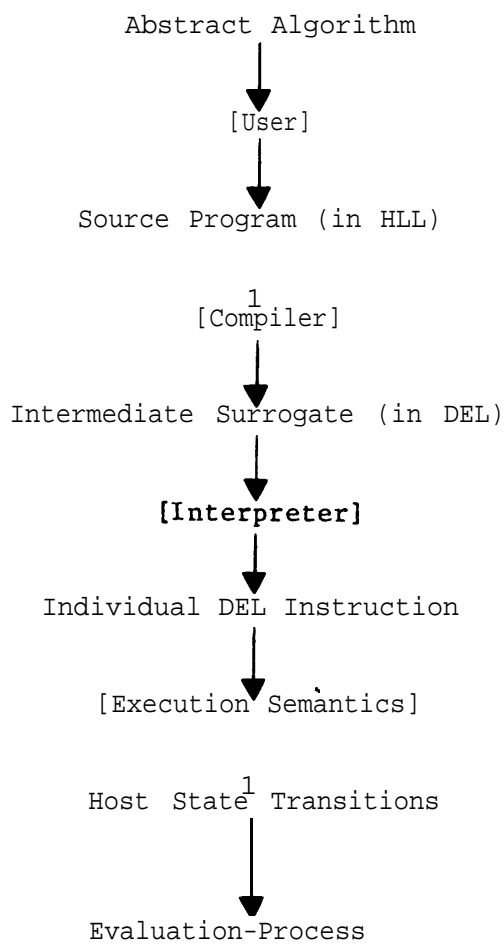 Abstract Algorithm
[User]
Source Program (in HLL)
1
[Compiler]
Intermediate Surrogate (in DEL)
[Interpreter]
Individual DEL Instruction
[Execution Semantics]
1
Host State Transitions
Evaluation-Process